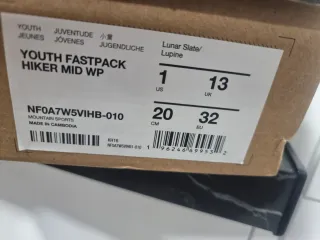 YOUTH JUVENTUDE 小童
JEUNES JÓVENES JUGENDLICHE
YOUTH FASTPACK
HIKER MID WP
Lunar Slate/
Lupine
1 US
13 UK
20 CM
32 EU
NF0A7W5VIHB-010
MOUNTAIN SPORTS
MADE IN CAMBODIA